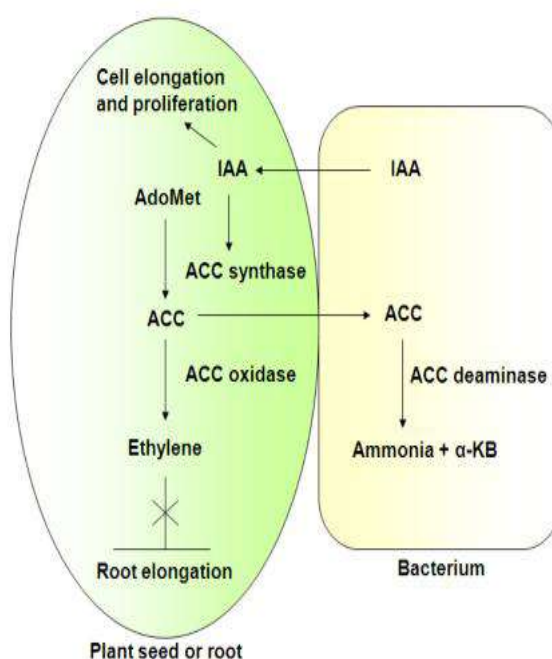 Cell elongation
and proliferation
IAA
IAA
AdoMet
ACC synthase
ACC
ACC
ACC oxidase
ACC deaminase
Ethylene
Ammonia + α-KB
Root elongation
Bacterium
Plant seed or root